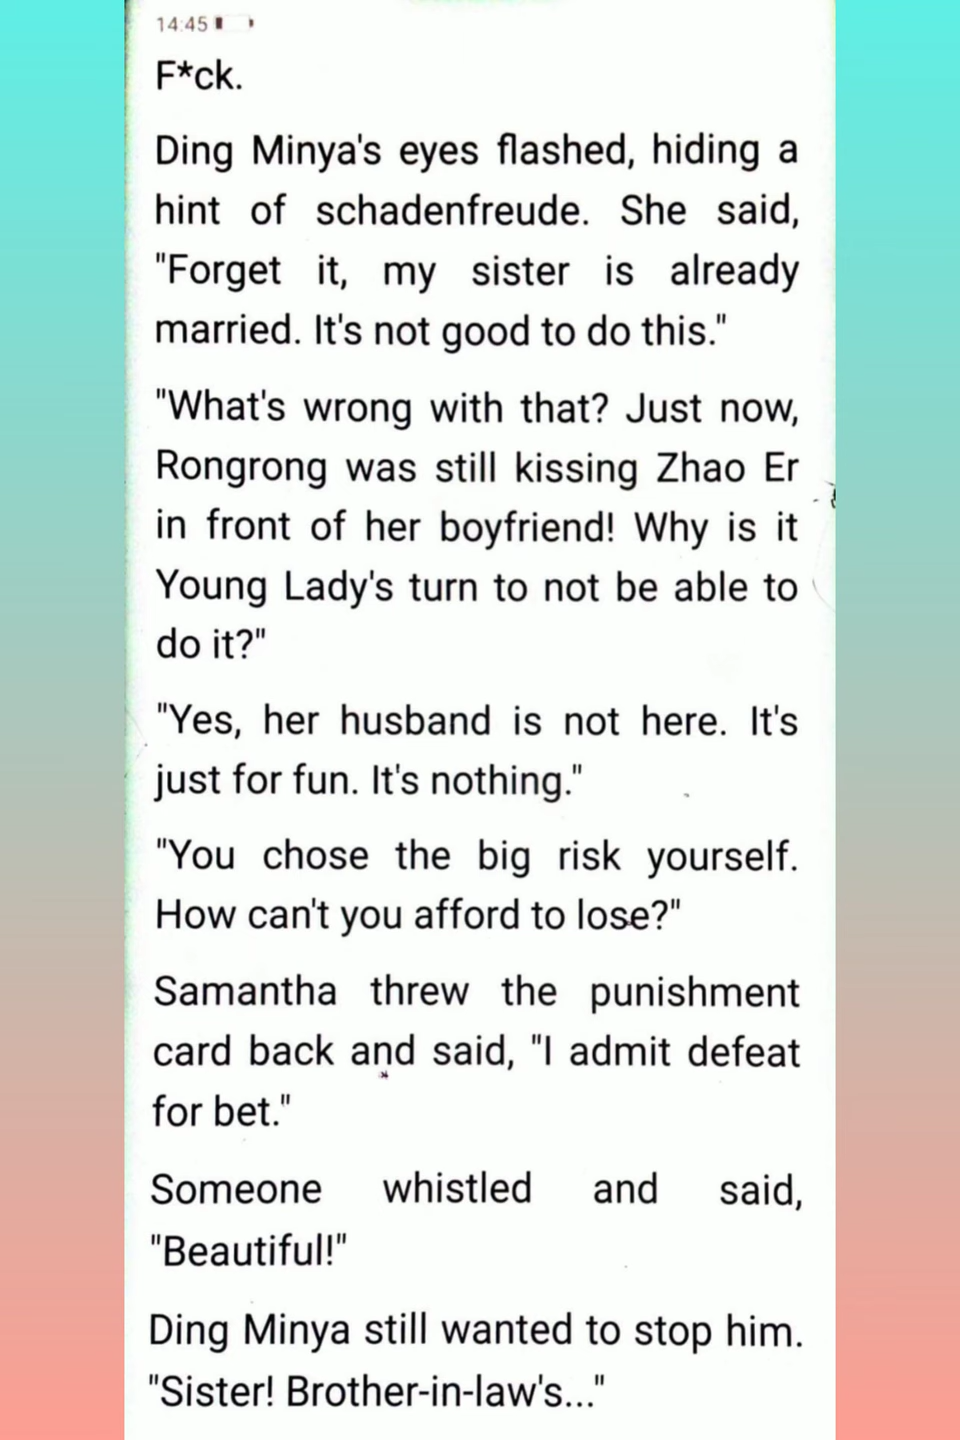 14:45
F*ck.
Ding Minya's eyes flashed, hiding a
hint of schadenfreude. She said,
"Forget it, my sister is already
married. It's not good to do this."
"What's wrong with that? Just now,
Rongrong was still kissing Zhao Er
in front of her boyfriend! Why is it
Young Lady's turn to not be able to
do it?"
"Yes, her husband is not here. It's
just for fun. It's nothing."
"You chose the big risk yourself.
How can't you afford to lose?"
Samantha threw the punishment
card back and said, "I admit defeat
for bet."
Someone whistled and said,
"Beautiful!"
Ding Minya still wanted to stop him.
"Sister! Brother-in-law's..."